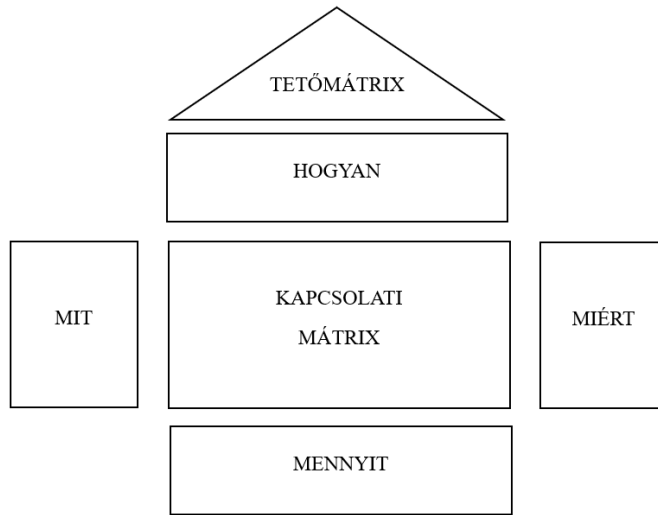 TETŐMÁTRIX
HOGYAN
MIT
KAPCSOLATI
MÁTRIX
MIÉRT
MENNYIT